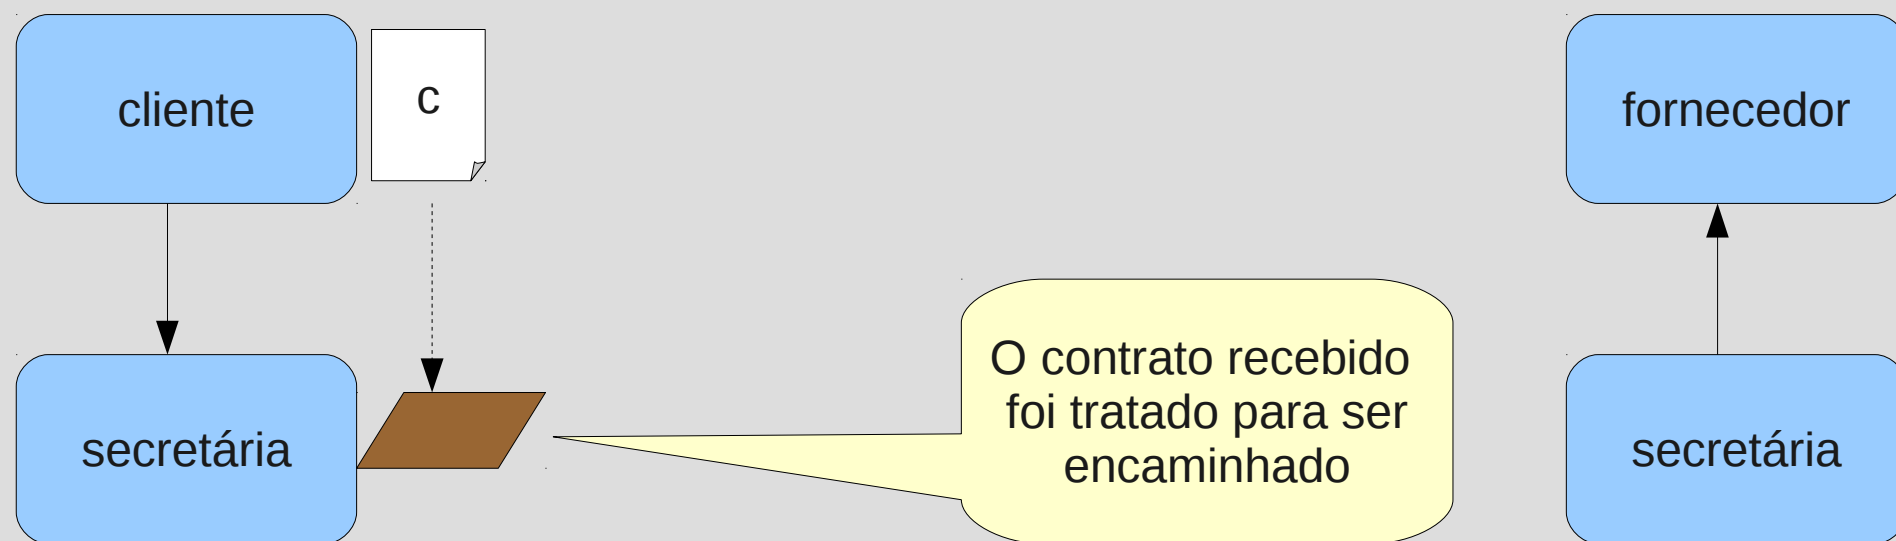 cliente
c
fornecedor
secretária
O contrato recebido
foi tratado para ser
encaminhado
secretária